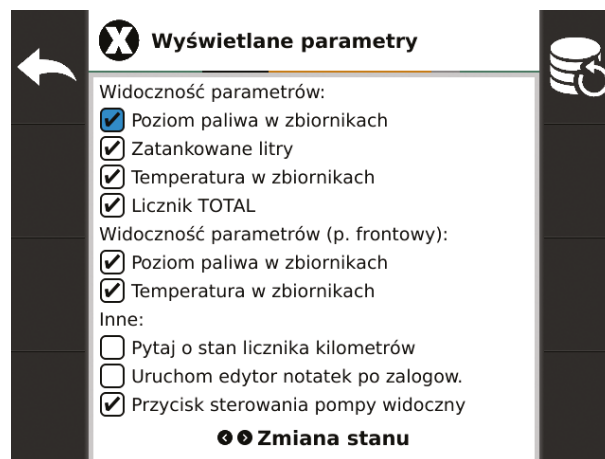 Wyświetlane parametry
Widoczność parametrów:
Poziom paliwa w zbiornikach
Zatankowane litry
Temperatura w zbiornikach
Licznik TOTAL
Widoczność parametrów (p. frontowy):
Poziom paliwa w zbiornikach
Temperatura w zbiornikach
Inne:
Pytaj o stan licznika kilometrów
Uruchom edytor notatek po zalogow.
Przycisk sterowania pompy widoczny
Zmiana stanu